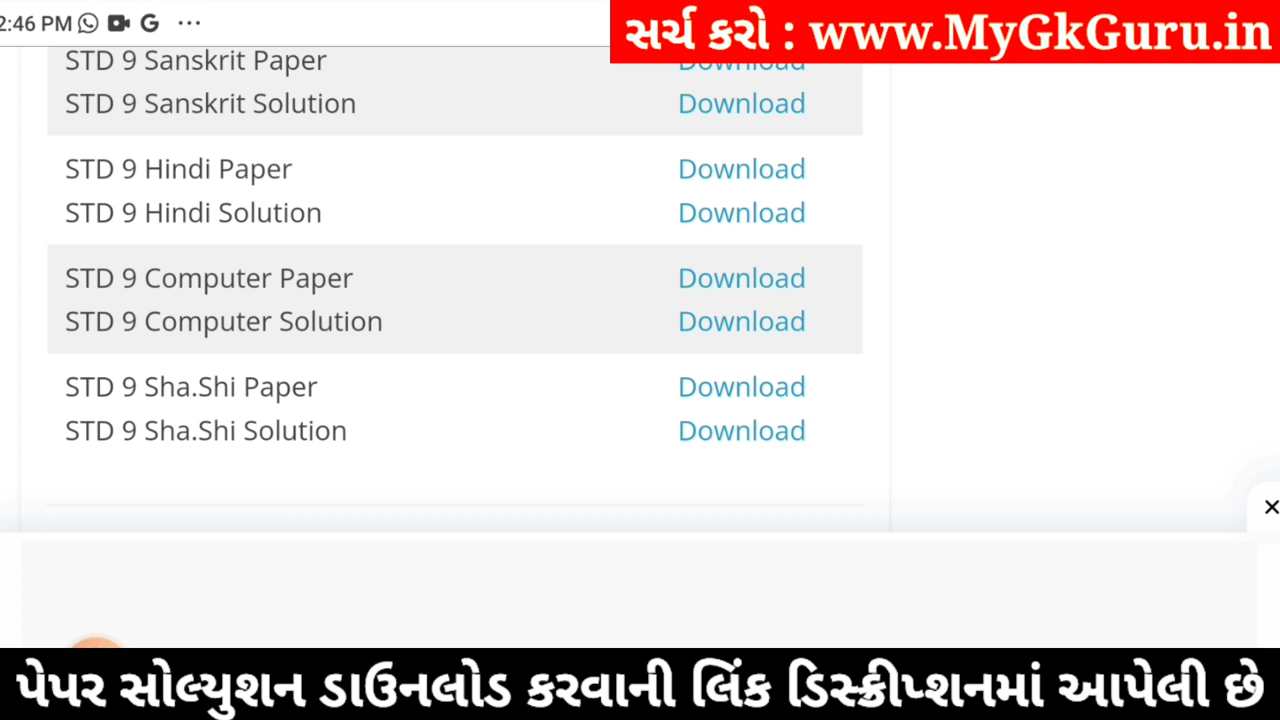 2:46 PM
સર્ચ કરો : www.MyGkGuru.in
STD 9 Sanskrit Paper Download
STD 9 Sanskrit Solution Download
STD 9 Hindi Paper Download
STD 9 Hindi Solution Download
STD 9 Computer Paper Download
STD 9 Computer Solution Download
STD 9 Sha.Shi Paper Download
STD 9 Sha.Shi Solution Download
પેપર સોલ્યુશન ડાઉનલોડ કરવાની લિંક ડિસ્ક્રીપ્શનમાં આપેલી છે